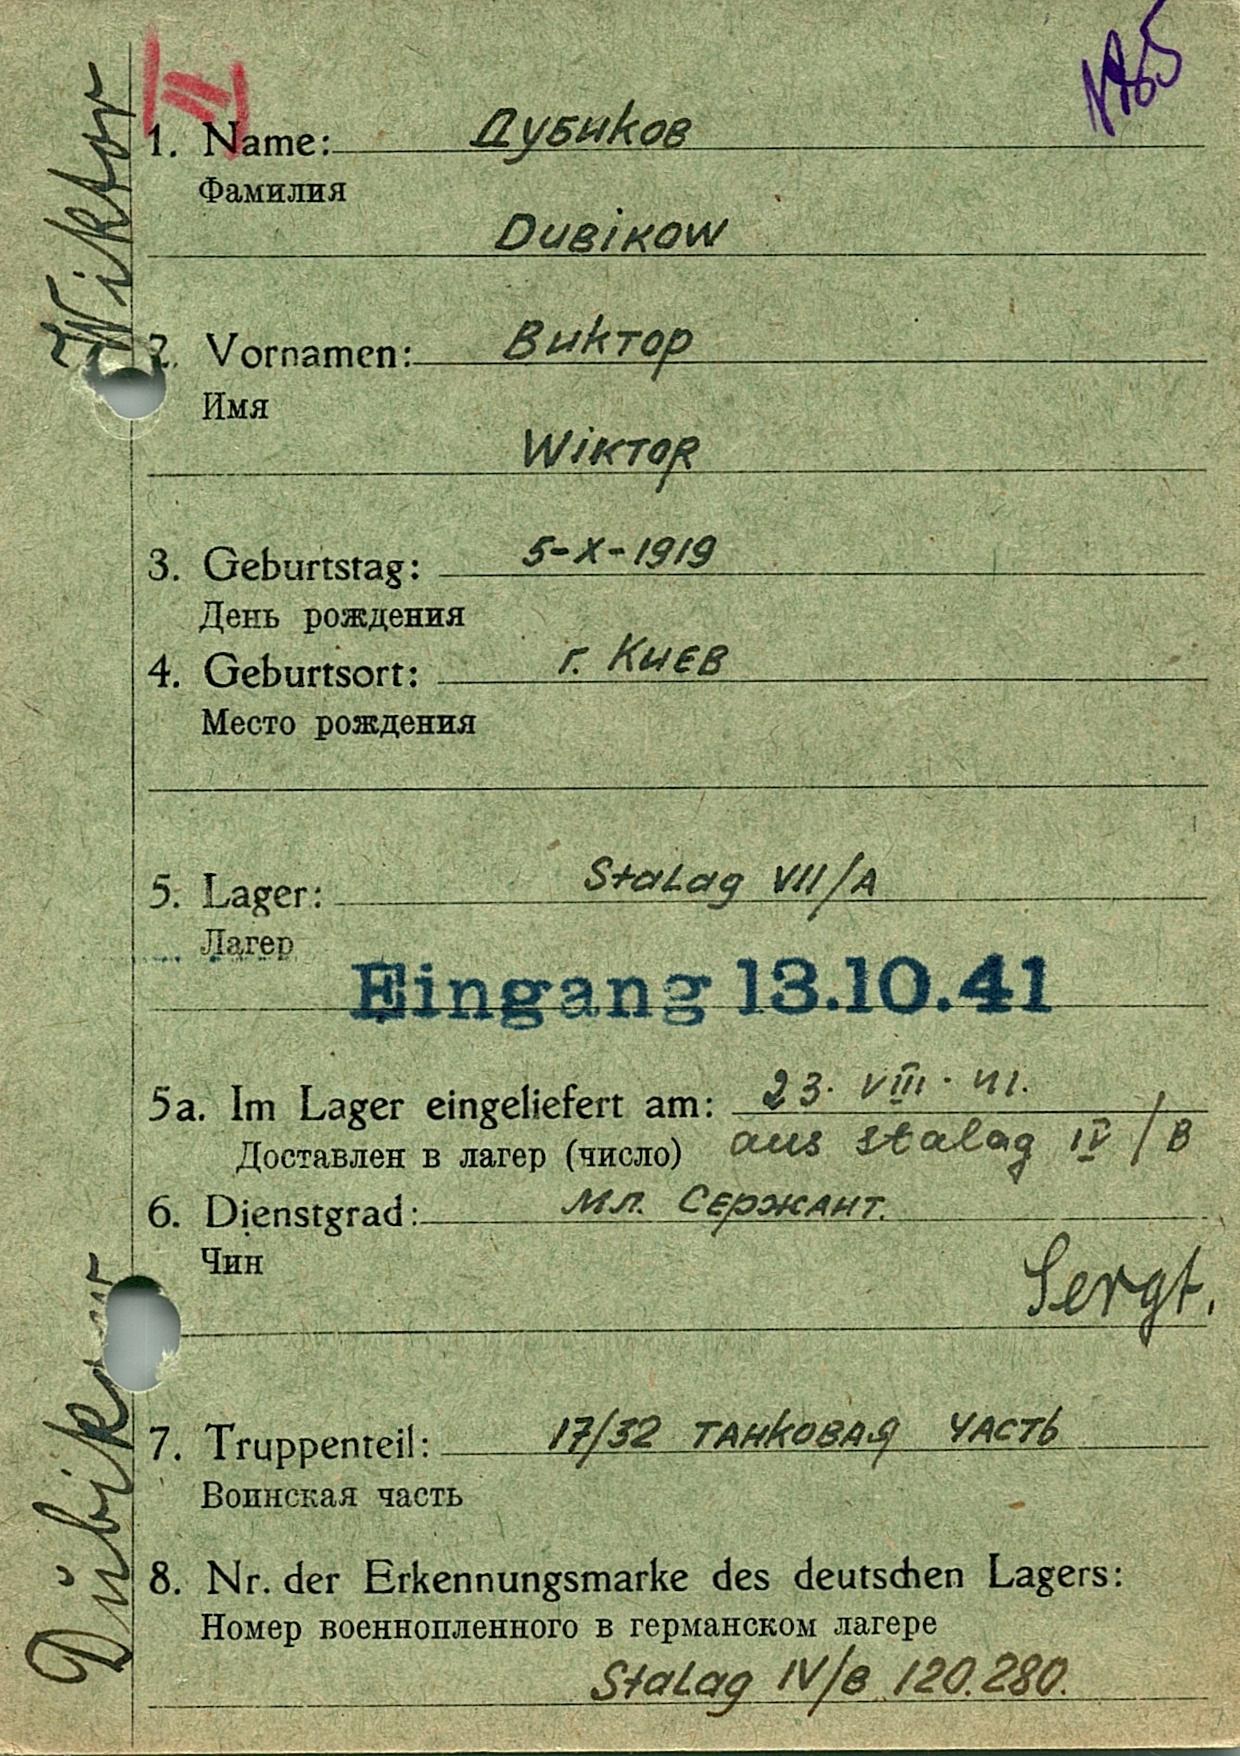 №65
II
Dubikow Wiktor
1. Name: Дубиков
Фамилия
Dubikow
2. Vornamen: Виктор
Имя
Wiktor
3. Geburtstag: 5-X-1919
День рождения
4. Geburtsort: г. Киев
Место рождения
5. Lager: Stalag VII/A
Лагер
Eingang 13.10.41
5a. Im Lager eingeliefert am: 23. VIII. 41.
Доставлен в лагер (число) aus stalag IV/B
6. Dienstgrad: мл. Сержант.
Чин
Sergt.
7. Truppenteil: 17/32 танковая часть
Воинская часть
8. Nr. der Erkennungsmarke des deutschen Lagers:
Номер военнопленного в германском лагере
Stalag IV/B 120.280.